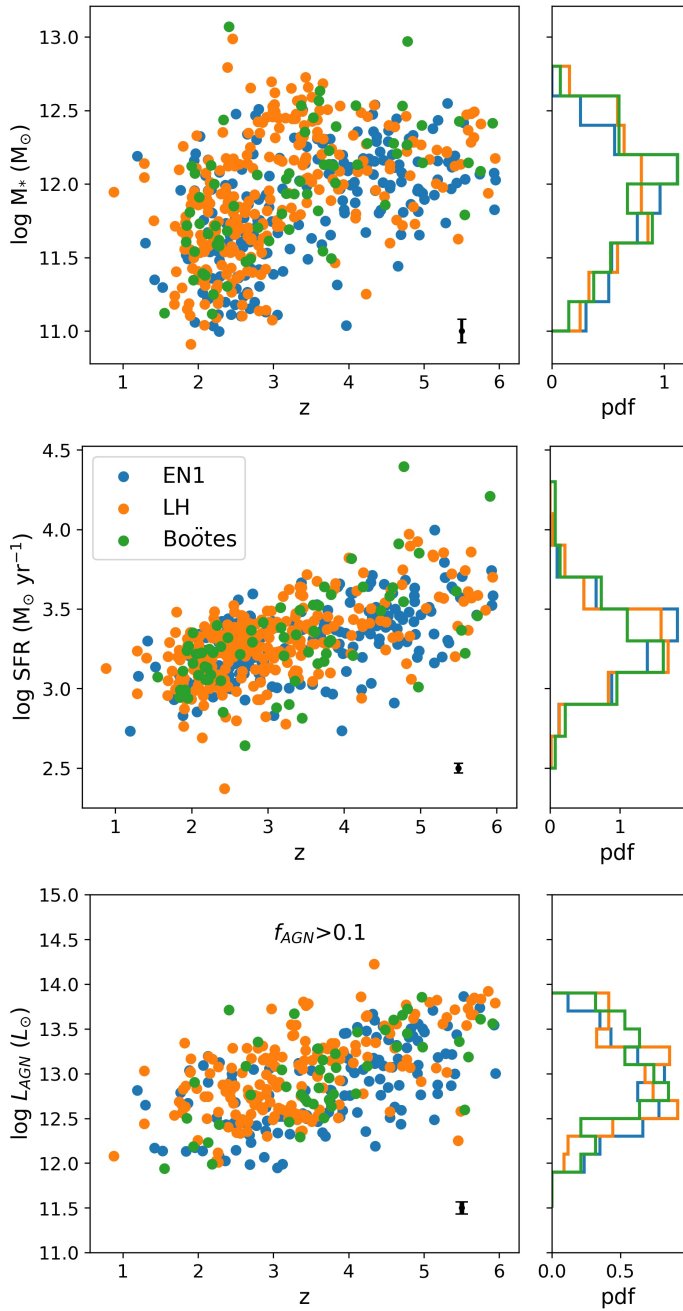 13.0
12.5
12.0
11.5
11.0
log M* (M⊙)
1 2 3 4 5 6
z
0 1
pdf
4.5
4.0
3.5
3.0
2.5
log SFR (M⊙ yr⁻¹)
EN1
LH
Boötes
1 2 3 4 5 6
z
0 1
pdf
15.0
14.5
14.0
13.5
13.0
12.5
12.0
11.5
11.0
log L_AGN (L⊙)
f_AGN>0.1
1 2 3 4 5 6
z
0.0 0.5
pdf